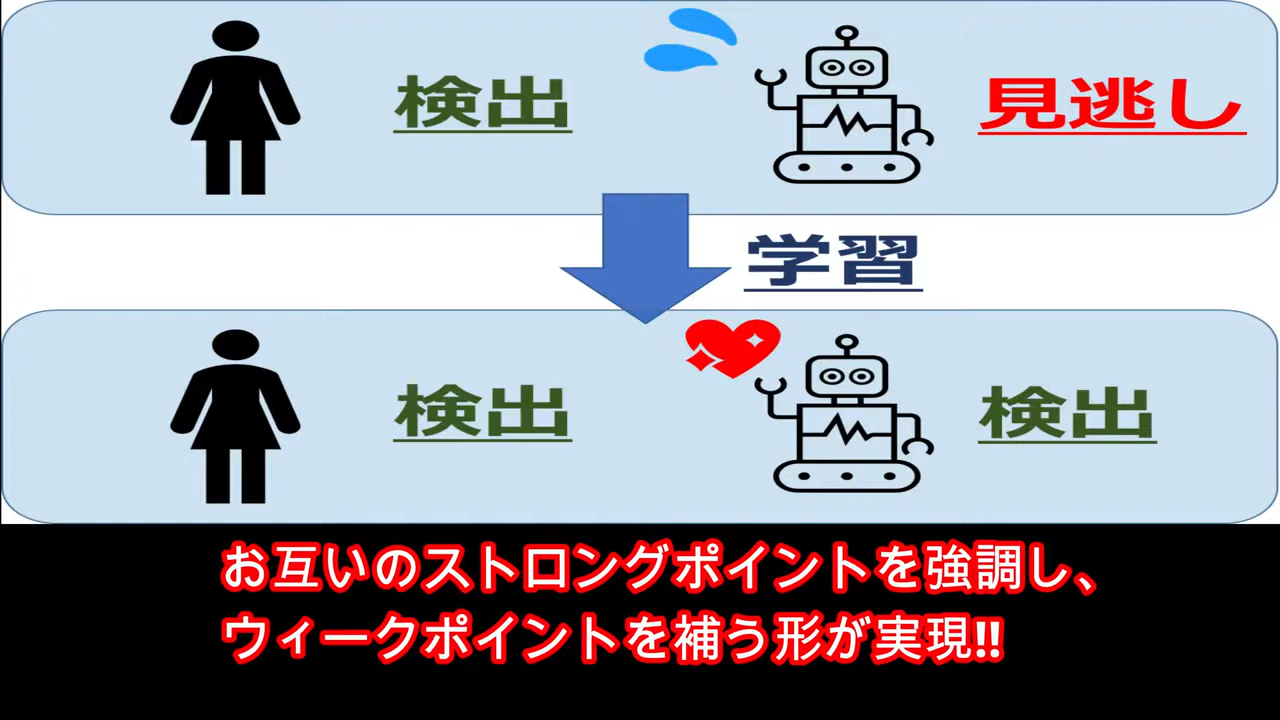 検出
見逃し
学習
検出
検出
お互いのストロングポイントを強調し、
ウィークポイントを補う形が実現!!